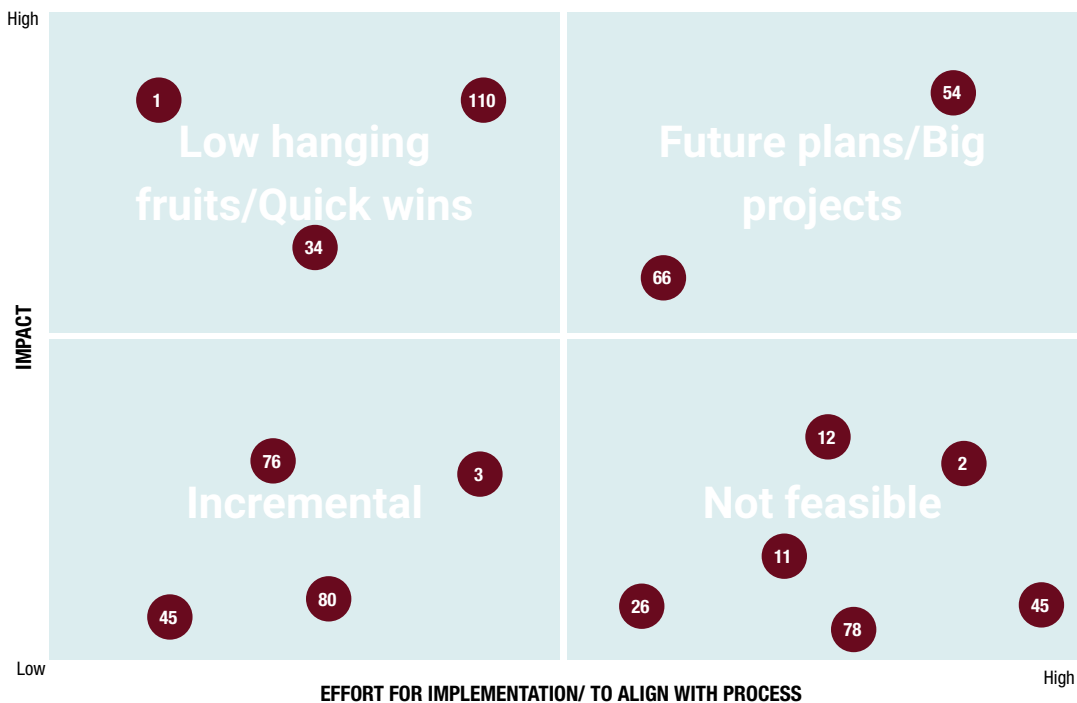 High
1
110
54
Low hanging
fruits/Quick wins
Future plans/Big
projects
34
66
IMPACT
76
12
3
2
Incremental
Not feasible
11
45
80
26
78
45
Low
High
EFFORT FOR IMPLEMENTATION/ TO ALIGN WITH PROCESS